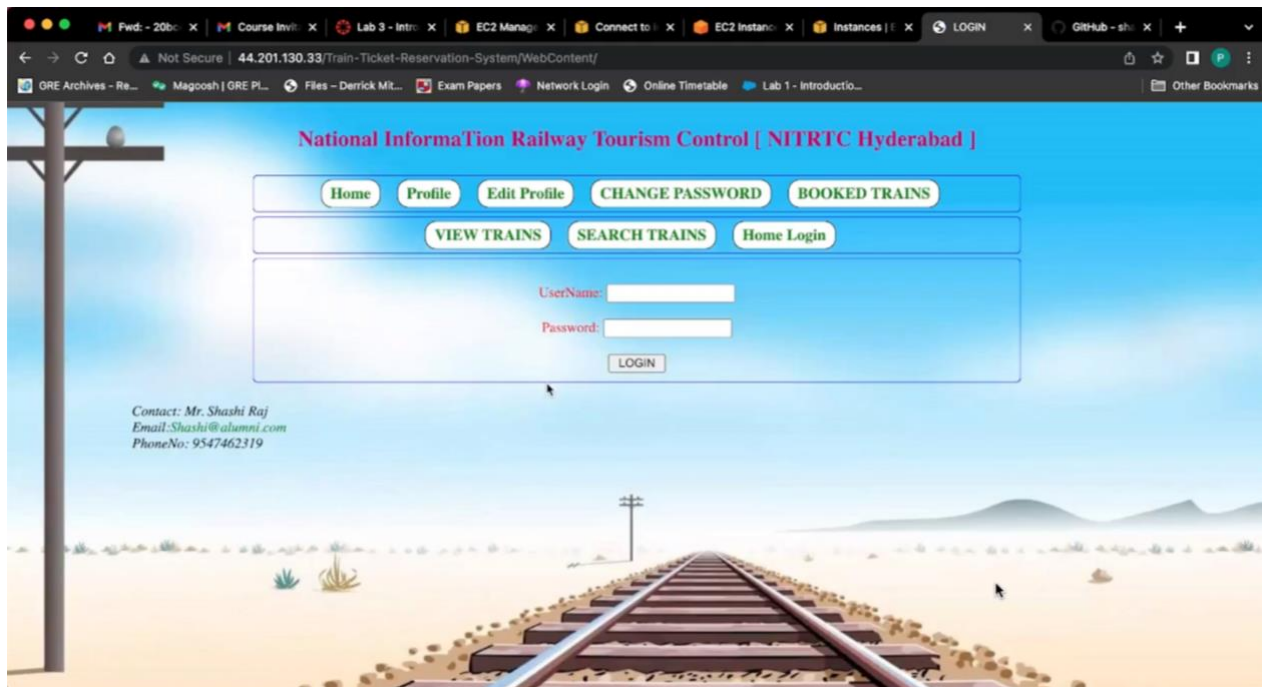 Fwd: - 20bc
Course Invit
Lab 3 - Intro
EC2 Manage
Connect to i
EC2 Instanc
Instances | E
LOGIN
GitHub - sha
Not Secure | 44.201.130.33/Train-Ticket-Reservation-System/WebContent/
P
GRE Archives - Re...
Magoosh | GRE Pl...
Files – Derrick Mit...
Exam Papers
Network Login
Online Timetable
Lab 1 - Introductio...
Other Bookmarks
National InformaTion Railway Tourism Control [ NITRTC Hyderabad ]
Home Profile Edit Profile CHANGE PASSWORD BOOKED TRAINS
VIEW TRAINS SEARCH TRAINS Home Login
UserName:
Password:
LOGIN
Contact: Mr. Shashi Raj
Email:Shashi@alumni.com
PhoneNo: 9547462319